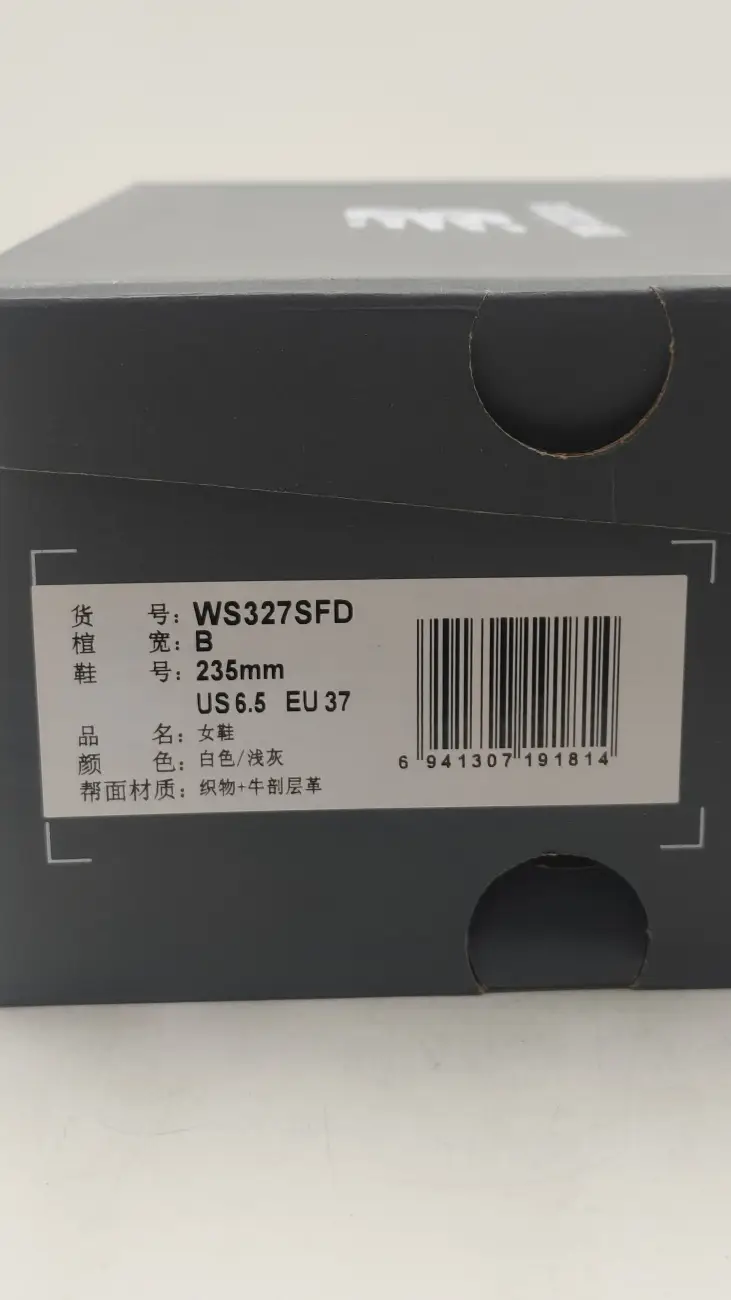 货 号：WS327SFD
楦 宽：B
鞋 号：235mm
US 6.5 EU 37
品 名：女鞋
颜 色：白色/浅灰
帮面材质：织物+牛剖层革
6 941307 191814